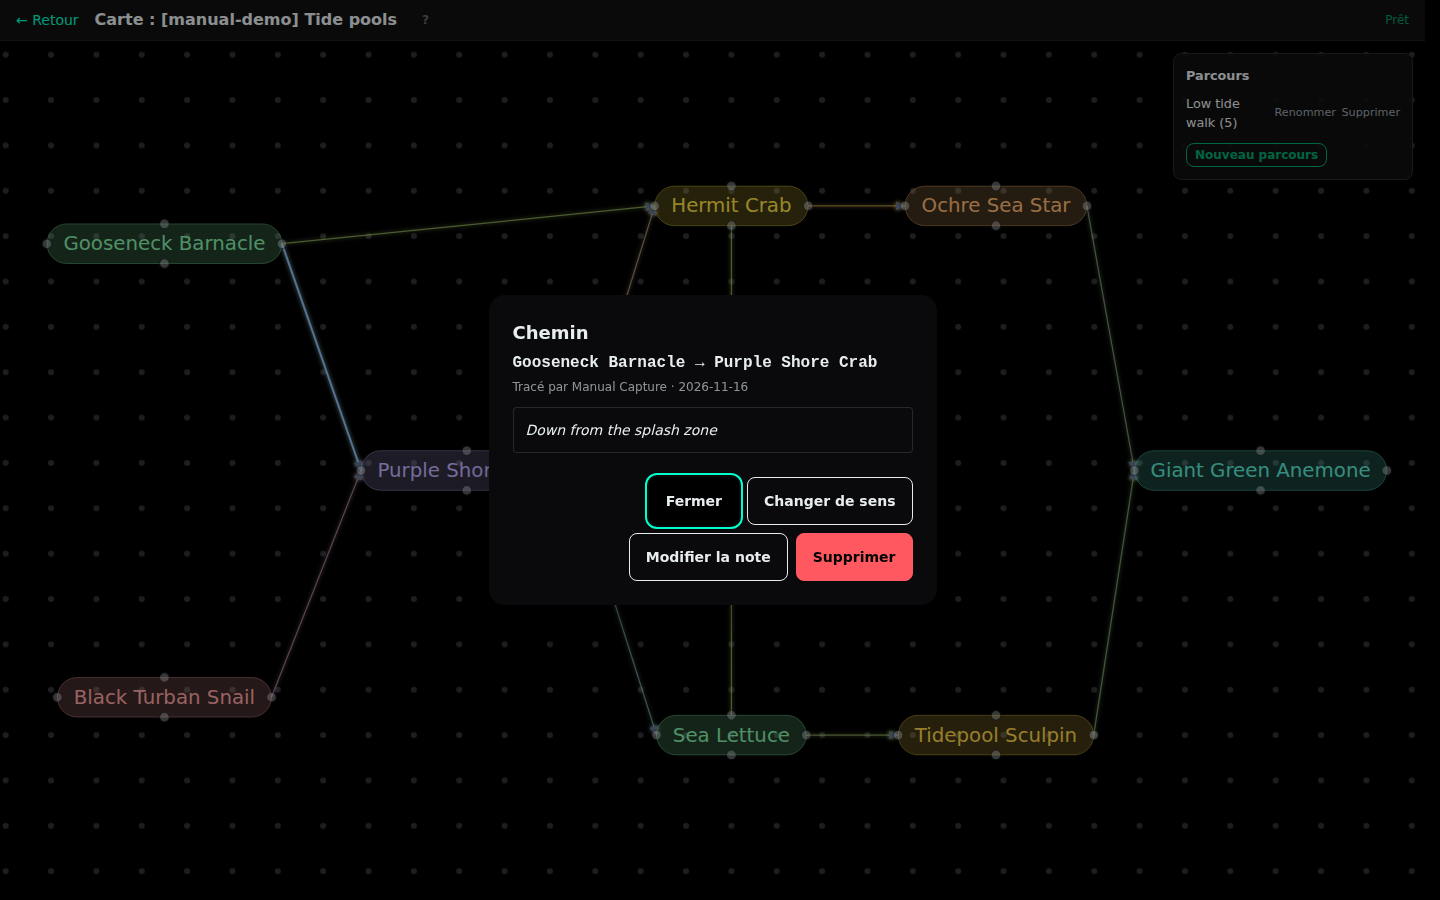 ← Retour
Carte : [manual-demo] Tide pools
?
Prêt
Parcours
Low tide walk (5)
Renommer
Supprimer
Nouveau parcours
Hermit Crab
Ochre Sea Star
Gooseneck Barnacle
Chemin
Gooseneck Barnacle → Purple Shore Crab
Tracé par Manual Capture · 2026-11-16
Down from the splash zone
Fermer
Changer de sens
Modifier la note
Supprimer
Purple Shor
Giant Green Anemone
Black Turban Snail
Sea Lettuce
Tidepool Sculpin